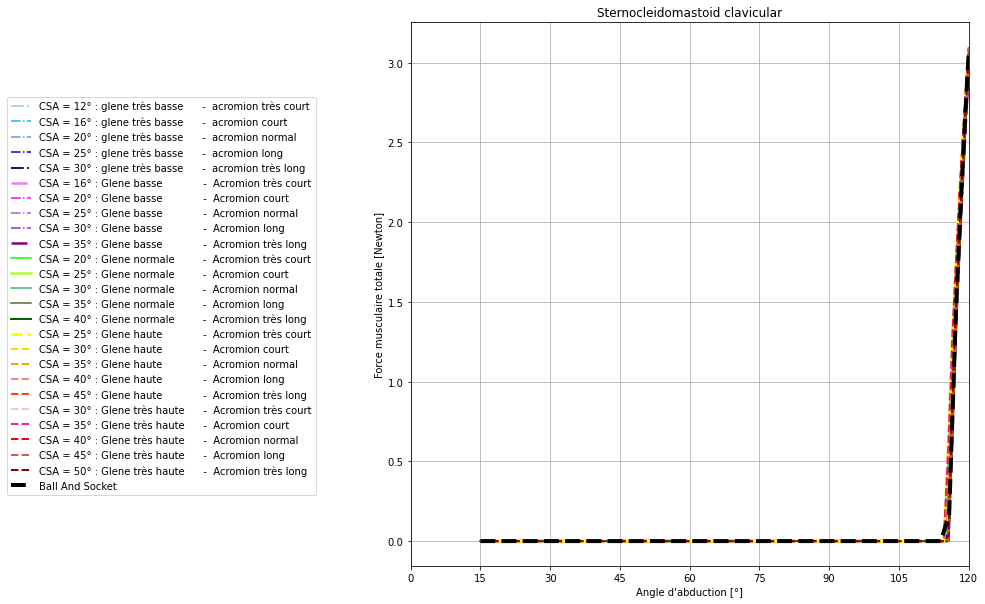 Sternocleidomastoid clavicular
CSA = 12° : glene très basse - acromion très court
CSA = 16° : glene très basse - acromion court
CSA = 20° : glene très basse - acromion normal
CSA = 25° : glene très basse - acromion long
CSA = 30° : glene très basse - acromion très long
CSA = 16° : Glene basse - Acromion très court
CSA = 20° : Glene basse - Acromion court
CSA = 25° : Glene basse - Acromion normal
CSA = 30° : Glene basse - Acromion long
CSA = 35° : Glene basse - Acromion très long
CSA = 20° : Glene normale - Acromion très court
CSA = 25° : Glene normale - Acromion court
CSA = 30° : Glene normale - Acromion normal
CSA = 35° : Glene normale - Acromion long
CSA = 40° : Glene normale - Acromion très long
CSA = 25° : Glene haute - Acromion très court
CSA = 30° : Glene haute - Acromion court
CSA = 35° : Glene haute - Acromion normal
CSA = 40° : Glene haute - Acromion long
CSA = 45° : Glene haute - Acromion très long
CSA = 30° : Glene très haute - Acromion très court
CSA = 35° : Glene très haute - Acromion court
CSA = 40° : Glene très haute - Acromion normal
CSA = 45° : Glene très haute - Acromion long
CSA = 50° : Glene très haute - Acromion très long
Ball And Socket
Force musculaire totale [Newton]
3.0
2.5
2.0
1.5
1.0
0.5
0.0
0 15 30 45 60 75 90 105 120
Angle d'abduction [°]